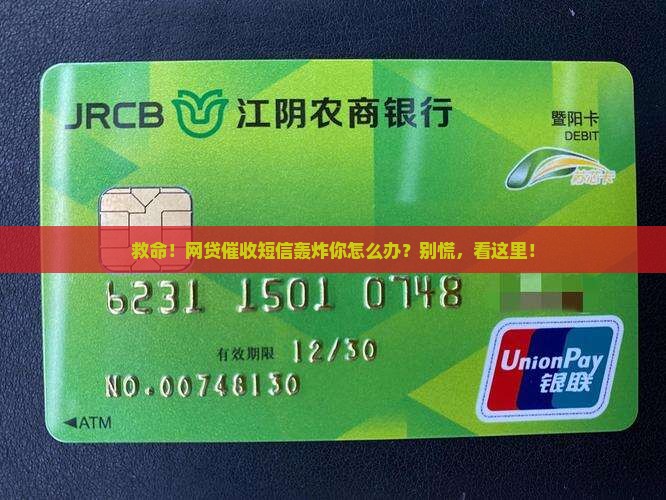 JRCB 江阴农商银行
暨阳卡
DEBIT
救命！网贷催收短信轰炸你怎么办？别慌，看这里！
6231 1501 0748
有效期限 12/30
UnionPay
银联
NO.00748130
◀ATM